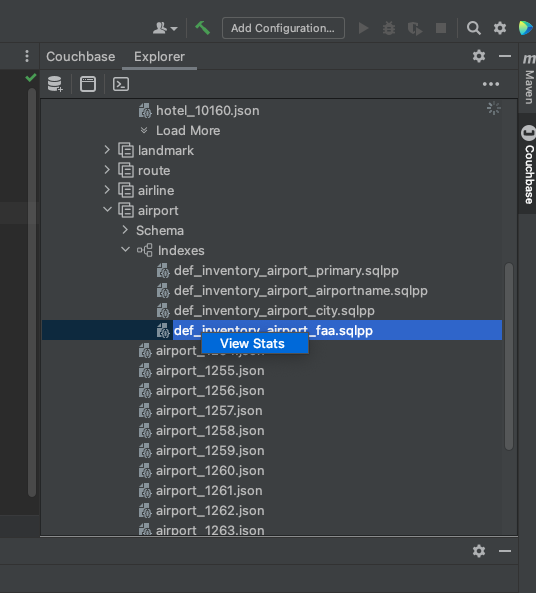 Add Configuration...
Couchbase Explorer
hotel_10160.json
Load More
landmark
route
airline
airport
Schema
Indexes
def_inventory_airport_primary.sqlpp
def_inventory_airport_airportname.sqlpp
def_inventory_airport_city.sqlpp
def_inventory_airport_faa.sqlpp
View Stats
airport_1254.json
airport_1255.json
airport_1256.json
airport_1257.json
airport_1258.json
airport_1259.json
airport_1260.json
airport_1261.json
airport_1262.json
airport_1263.json
m
Maven
Couchbase